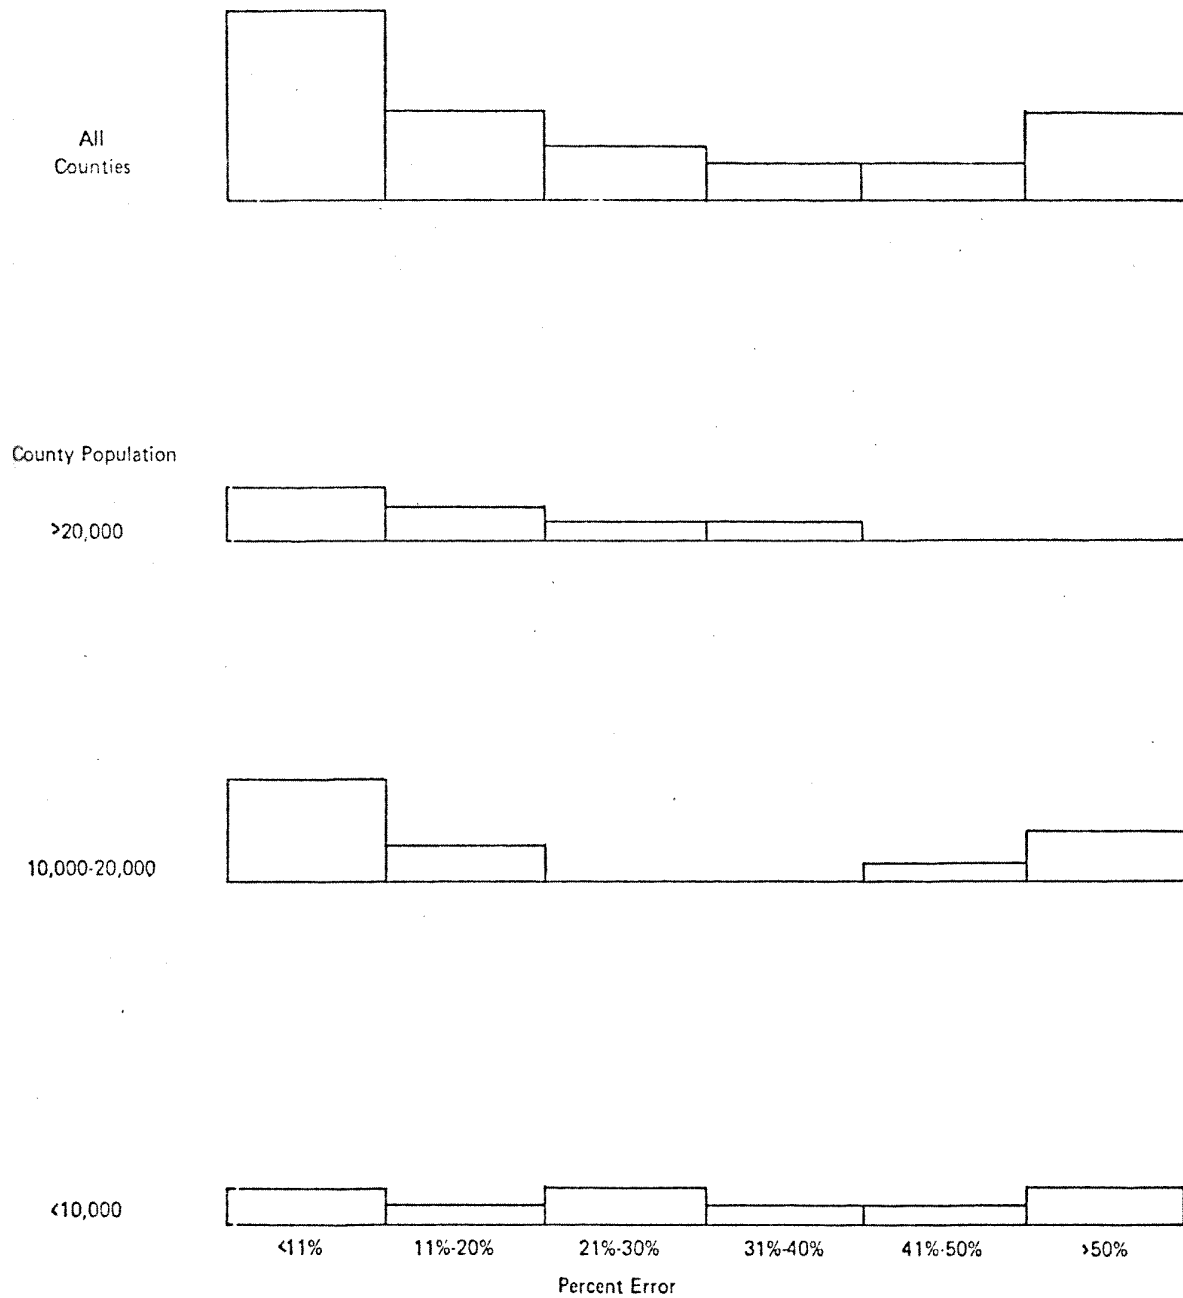 All
Counties
County Population
>20,000
10,000-20,000
<10,000
<11%
11%-20%
21%-30%
31%-40%
41%-50%
>50%
Percent Error